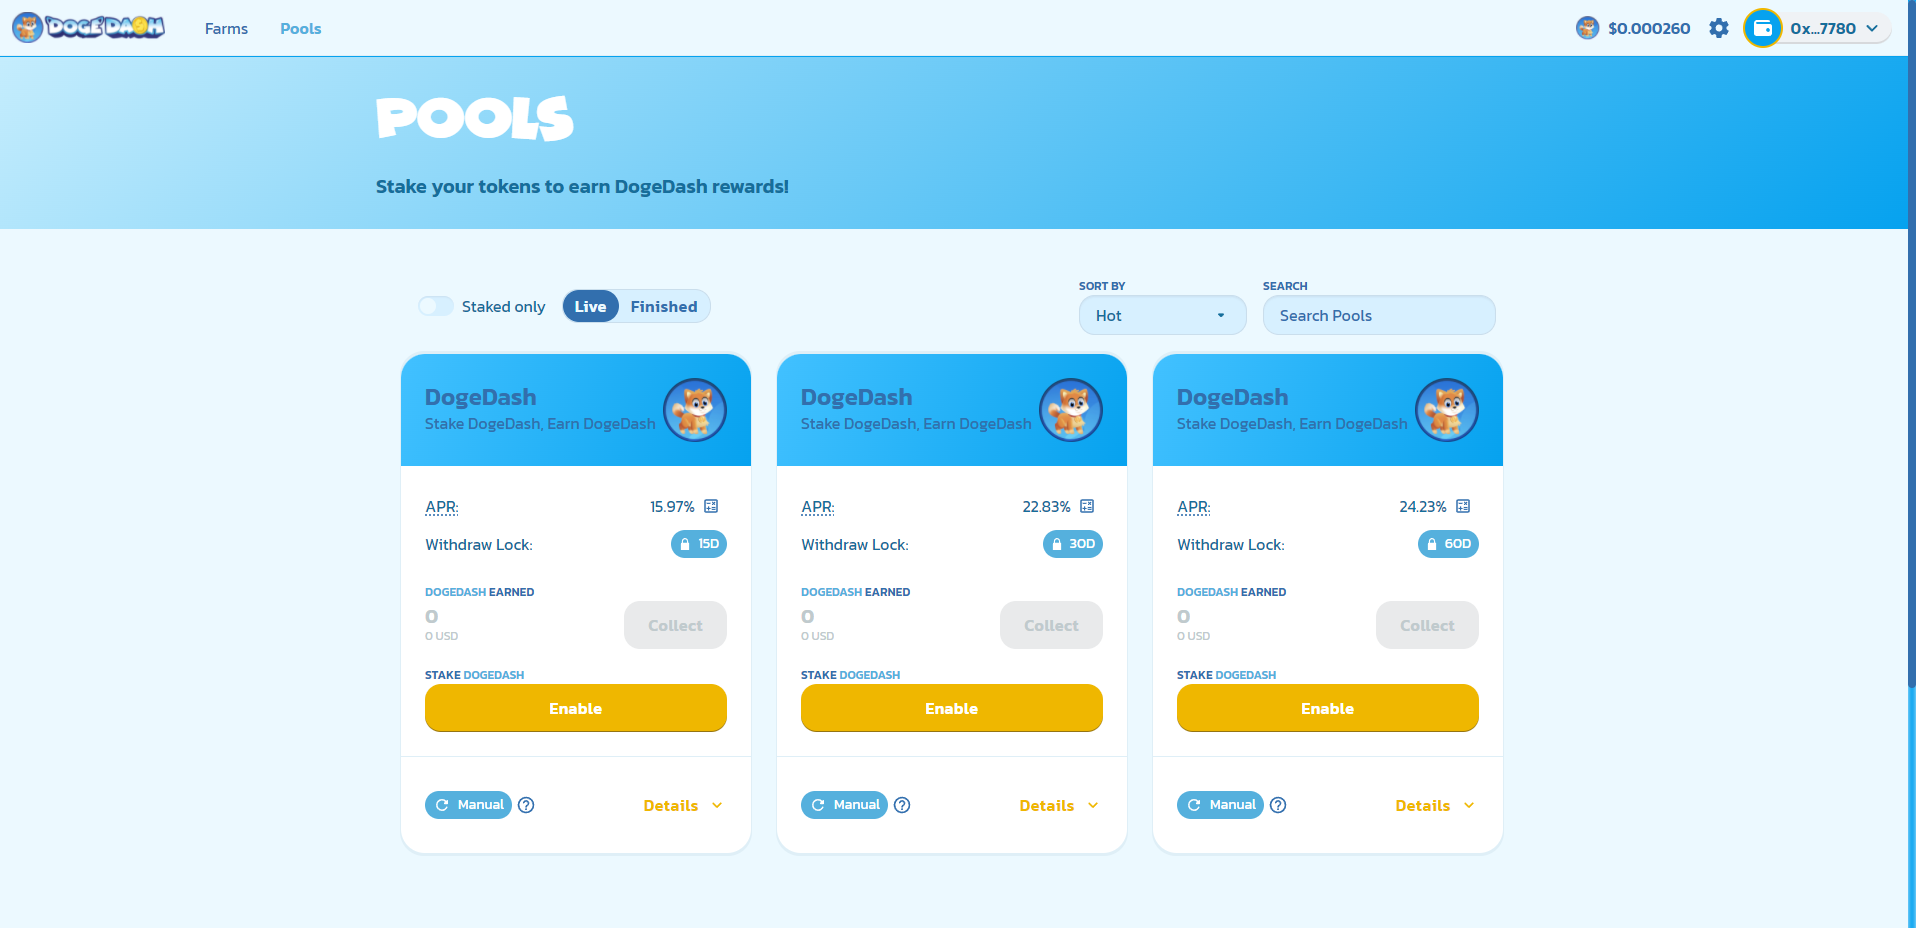 DOGE DASH
Farms
Pools
$0.000260
0x...7780
POOLS
Stake your tokens to earn DogeDash rewards!
Staked only
Live
Finished
SORT BY
Hot
SEARCH
Search Pools
DogeDash
Stake DogeDash, Earn DogeDash
APR:
15.97%
Withdraw Lock:
15D
DOGEDASH EARNED
0
0 USD
Collect
STAKE DOGEDASH
Enable
Manual
Details
DogeDash
Stake DogeDash, Earn DogeDash
APR:
22.83%
Withdraw Lock:
30D
DOGEDASH EARNED
0
0 USD
Collect
STAKE DOGEDASH
Enable
Manual
Details
DogeDash
Stake DogeDash, Earn DogeDash
APR:
24.23%
Withdraw Lock:
60D
DOGEDASH EARNED
0
0 USD
Collect
STAKE DOGEDASH
Enable
Manual
Details